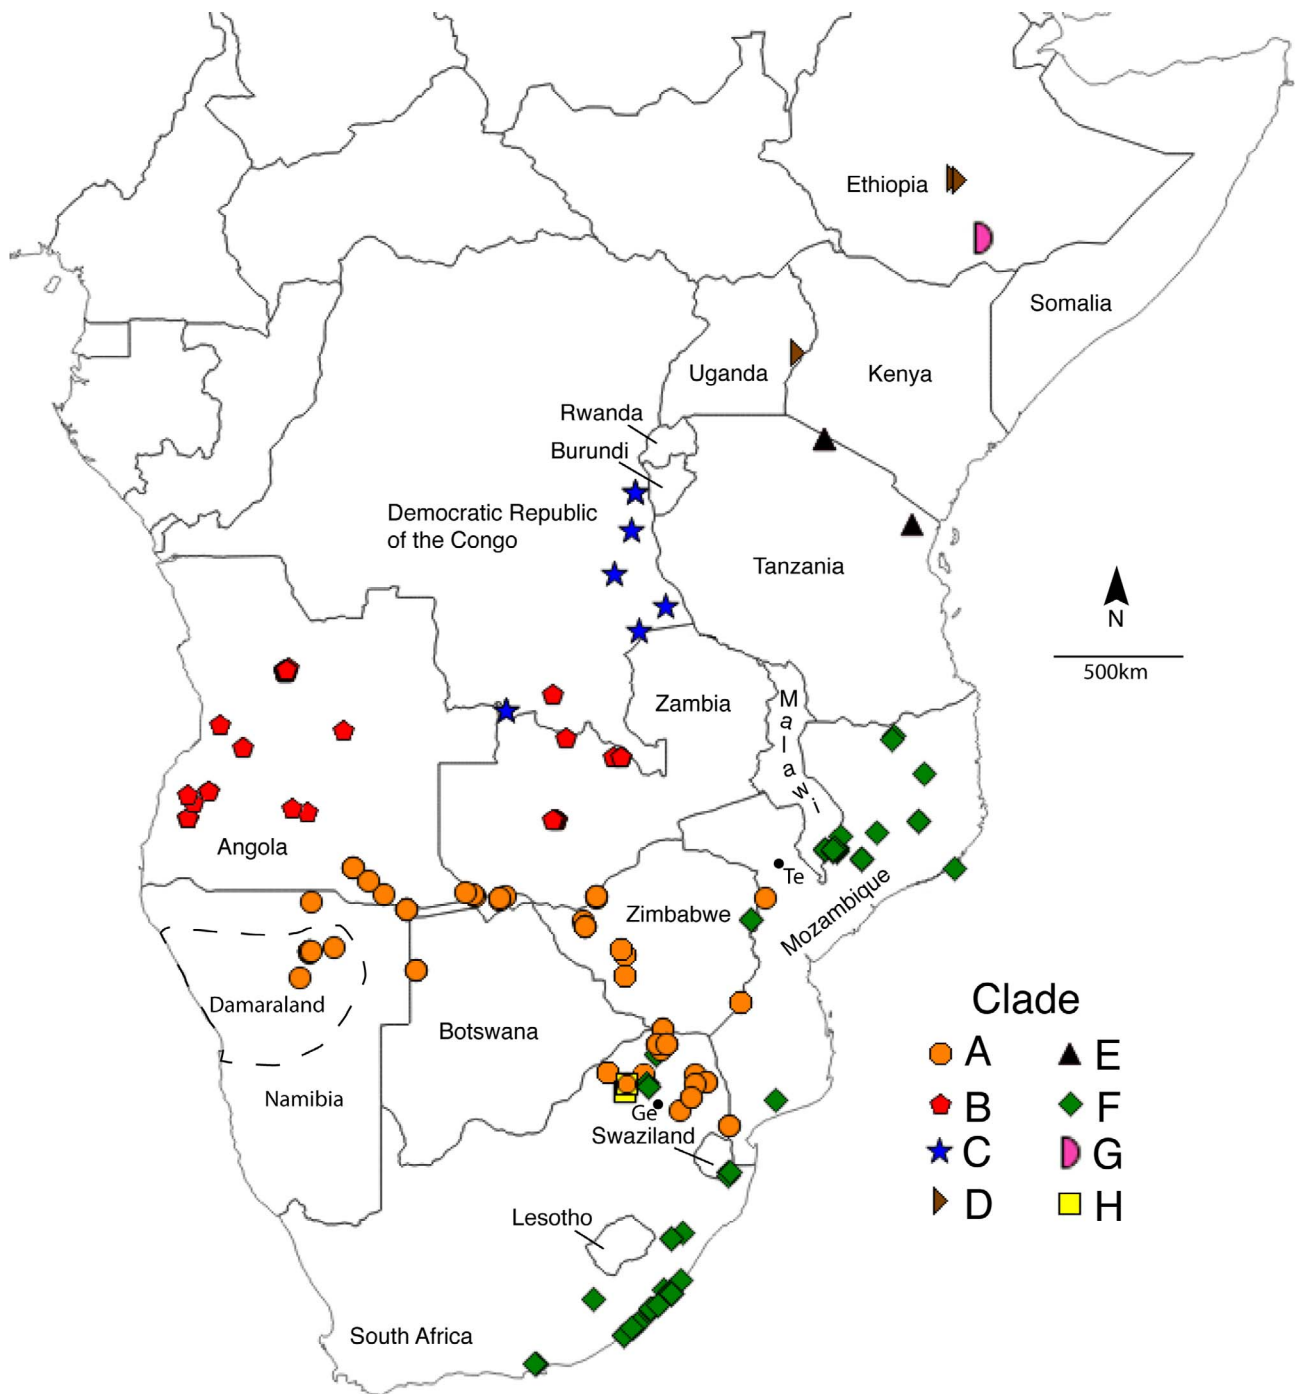 Ethiopia
Somalia
Uganda
Kenya
Rwanda
Burundi
Democratic Republic
of the Congo
Tanzania
N
500km
Zambia
Malawi
Angola
Te
Zimbabwe
Mozambique
Damaraland
Botswana
Namibia
Ge
Swaziland
Lesotho
South Africa
Clade
A
E
B
F
C
G
D
H